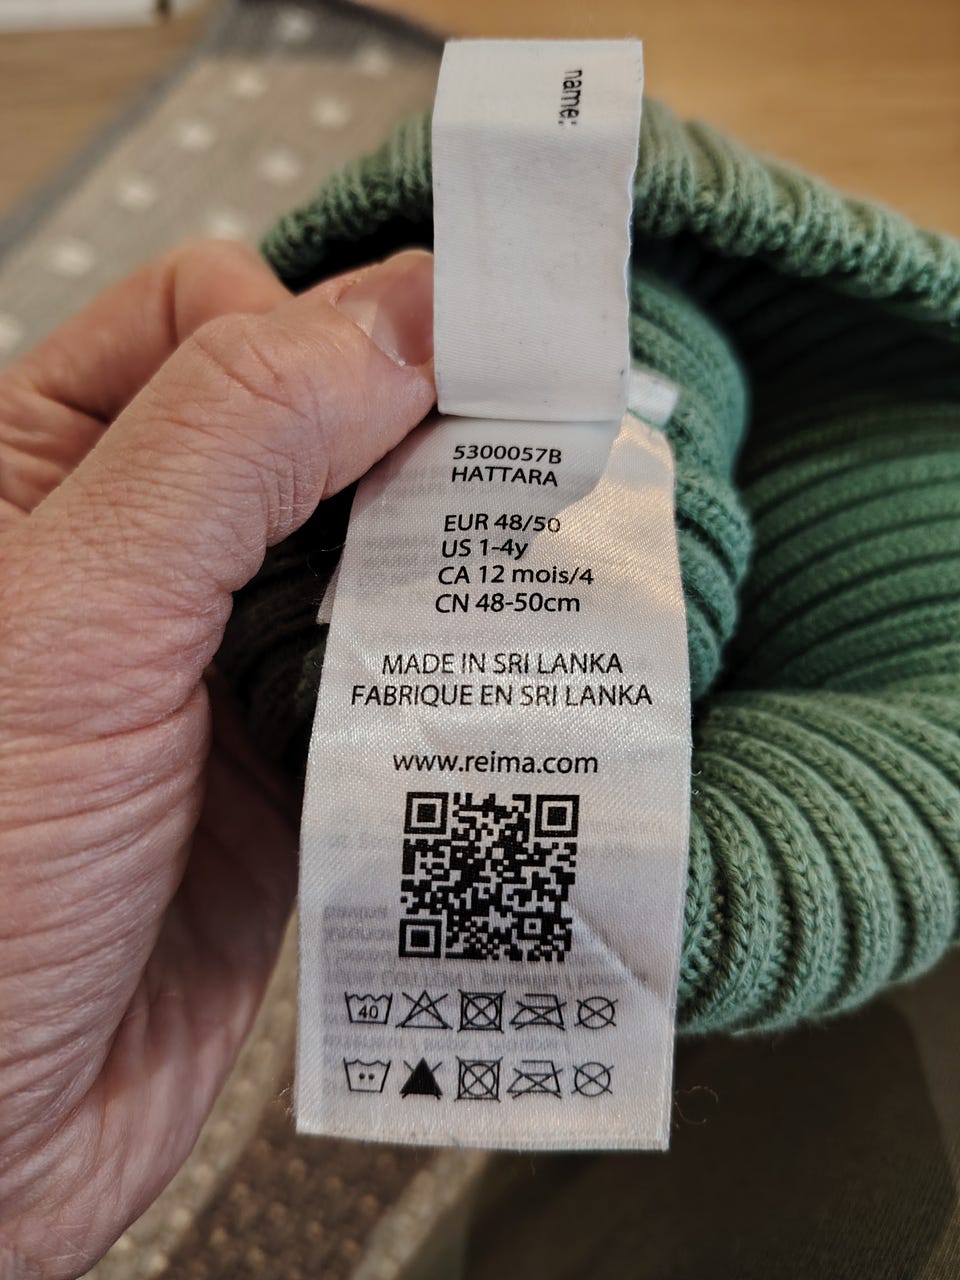 name:
5300057B
HATTARA
EUR 48/50
US 1-4y
CA 12 mois/4
CN 48-50cm
MADE IN SRI LANKA
FABRIQUE EN SRI LANKA
www.reima.com
40